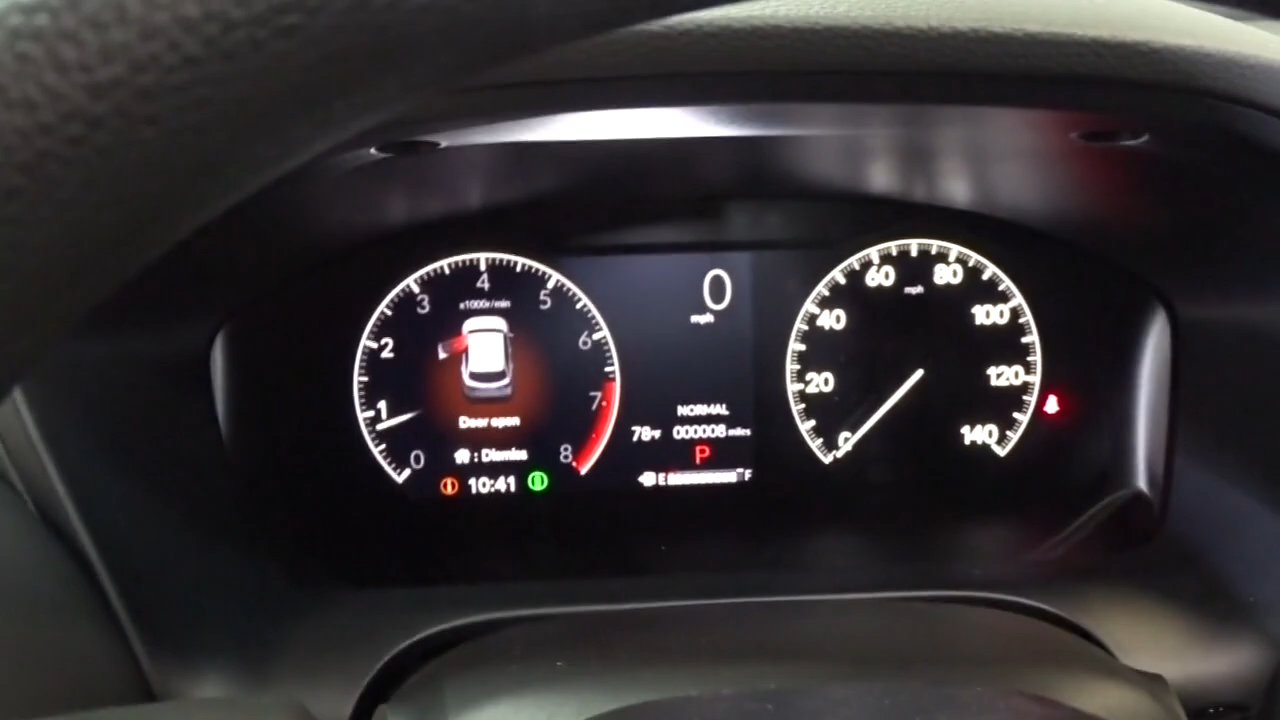 0
1
2
3
4
5
6
7
8
x1000r/min
Door open
: Dismiss
10:41
0
mph
NORMAL
78°F 000008 miles
P
E F
0
20
40
60
80
100
120
140
mph